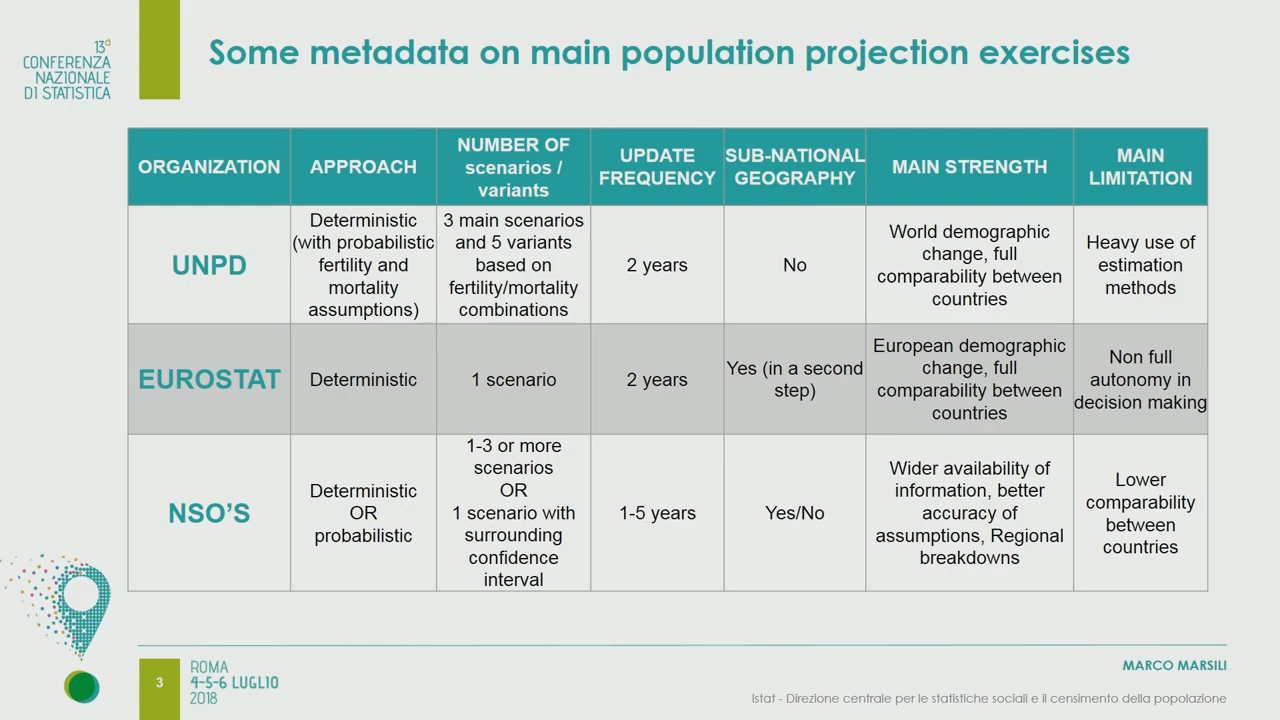 13ª
CONFERENZA
NAZIONALE
DI STATISTICA
Some metadata on main population projection exercises
ORGANIZATION
APPROACH
NUMBER OF
scenarios /
variants
UPDATE
FREQUENCY
SUB-NATIONAL
GEOGRAPHY
MAIN STRENGTH
MAIN
LIMITATION
UNPD
Deterministic
(with probabilistic
fertility and
mortality
assumptions)
3 main scenarios
and 5 variants
based on
fertility/mortality
combinations
2 years
No
World demographic
change, full
comparability between
countries
Heavy use of
estimation
methods
EUROSTAT
Deterministic
1 scenario
2 years
Yes (in a second
step)
European demographic
change, full
comparability between
countries
Non full
autonomy in
decision making
NSO’S
Deterministic
OR
probabilistic
1-3 or more
scenarios
OR
1 scenario with
surrounding
confidence
interval
1-5 years
Yes/No
Wider availability of
information, better
accuracy of
assumptions, Regional
breakdowns
Lower
comparability
between
countries
3
ROMA
4-5-6 LUGLIO
2018
MARCO MARSILI
Istat - Direzione centrale per le statistiche sociali e il censimento della popolazione